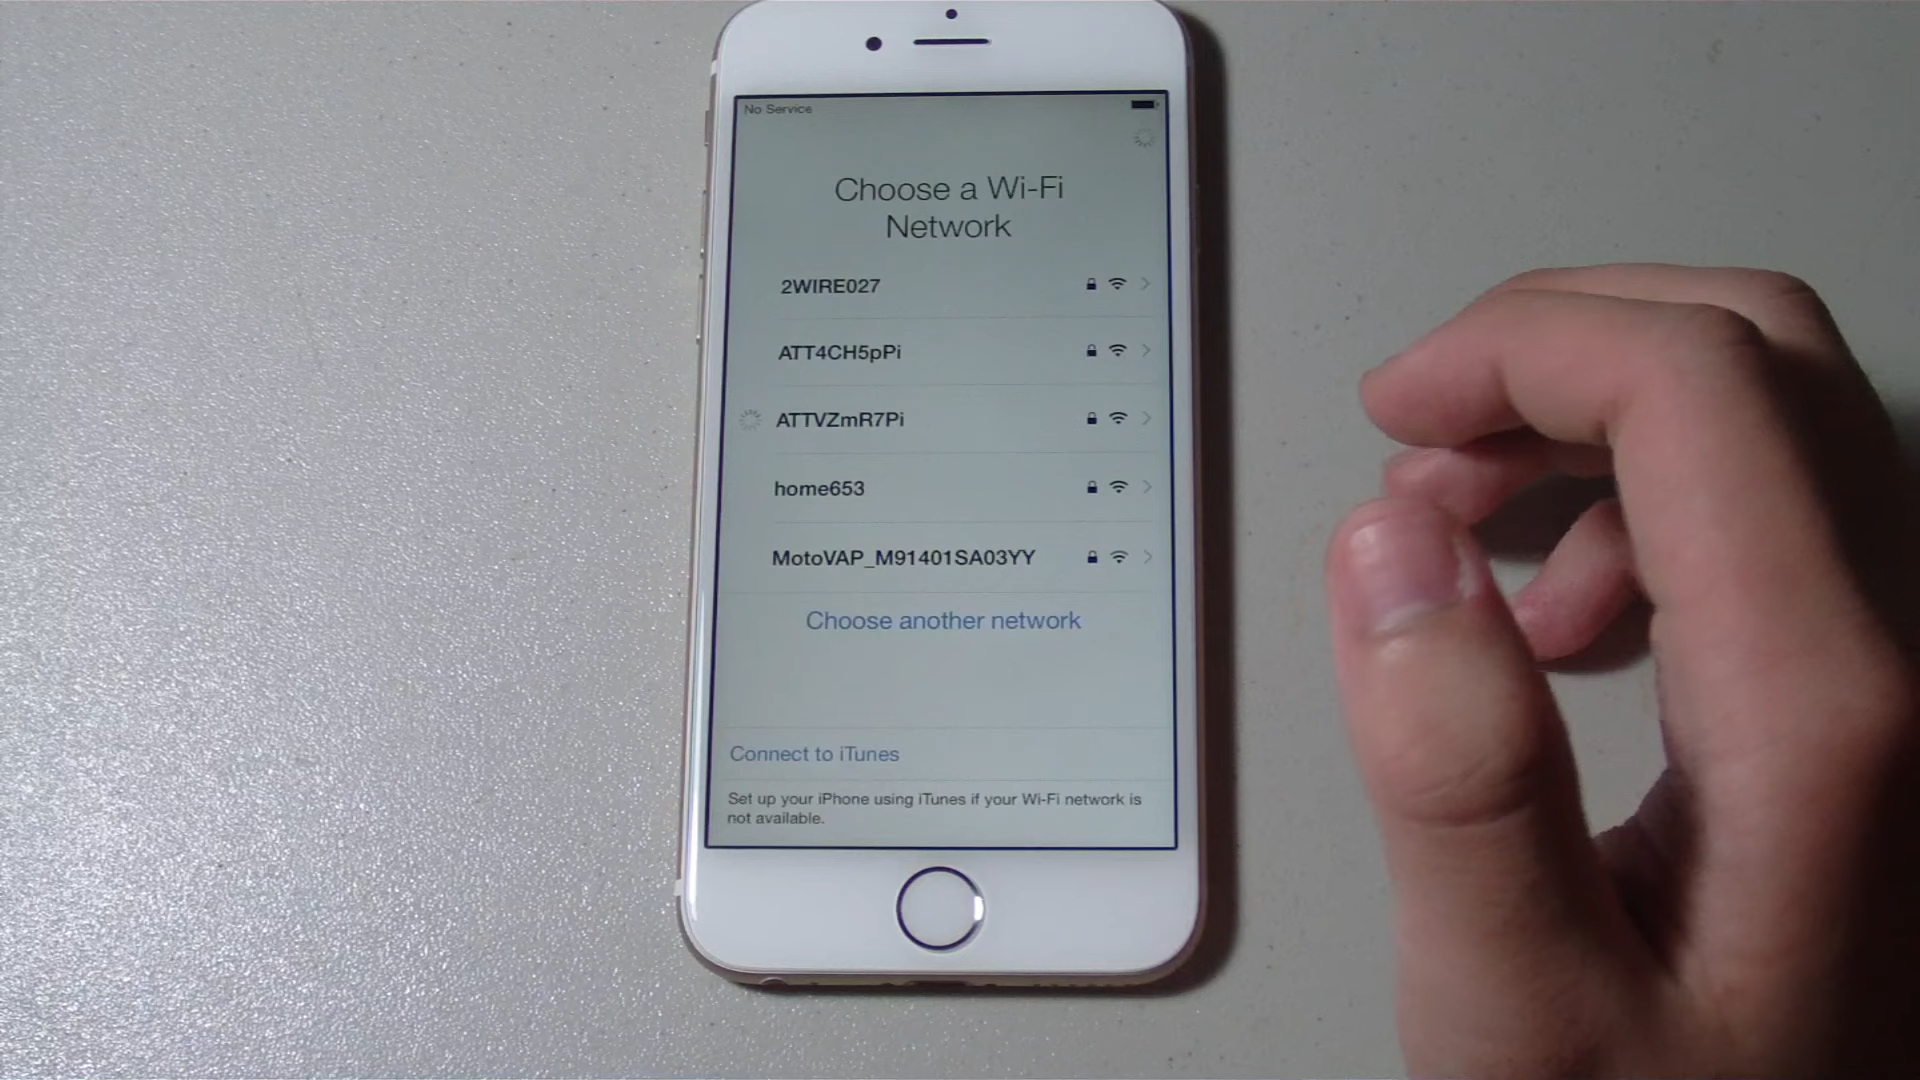 No Service
Choose a Wi-Fi
Network
2WIRE027
ATT4CH5pPi
ATTVZmR7Pi
home653
MotoVAP_M91401SA03YY
Choose another network
Connect to iTunes
Set up your iPhone using iTunes if your Wi-Fi network is
not available.